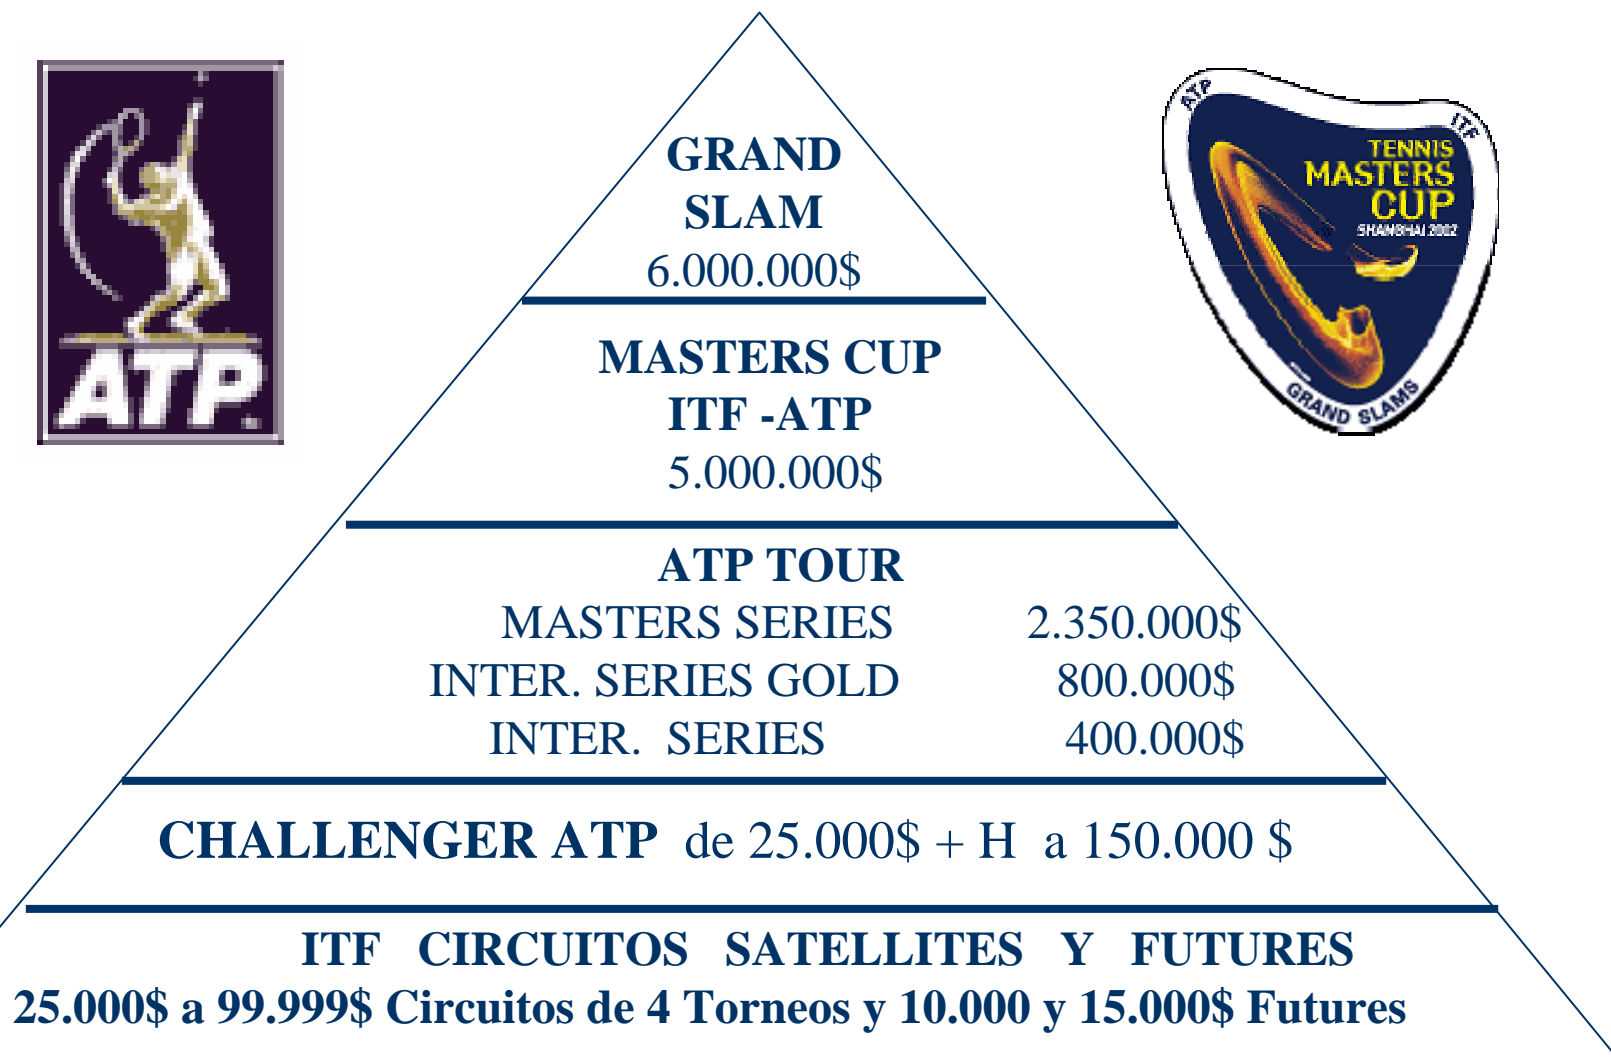 ATP
GRAND
SLAM
6.000.000$
ATP
ITF
TENNIS
MASTERS
CUP
SHANGHAI 2002
GRAND SLAMS
MASTERS CUP
ITF -ATP
5.000.000$
ATP TOUR
MASTERS SERIES 2.350.000$
INTER. SERIES GOLD 800.000$
INTER. SERIES 400.000$
CHALLENGER ATP de 25.000$ + H a 150.000 $
ITF CIRCUITOS SATELLITES Y FUTURES
25.000$ a 99.999$ Circuitos de 4 Torneos y 10.000 y 15.000$ Futures